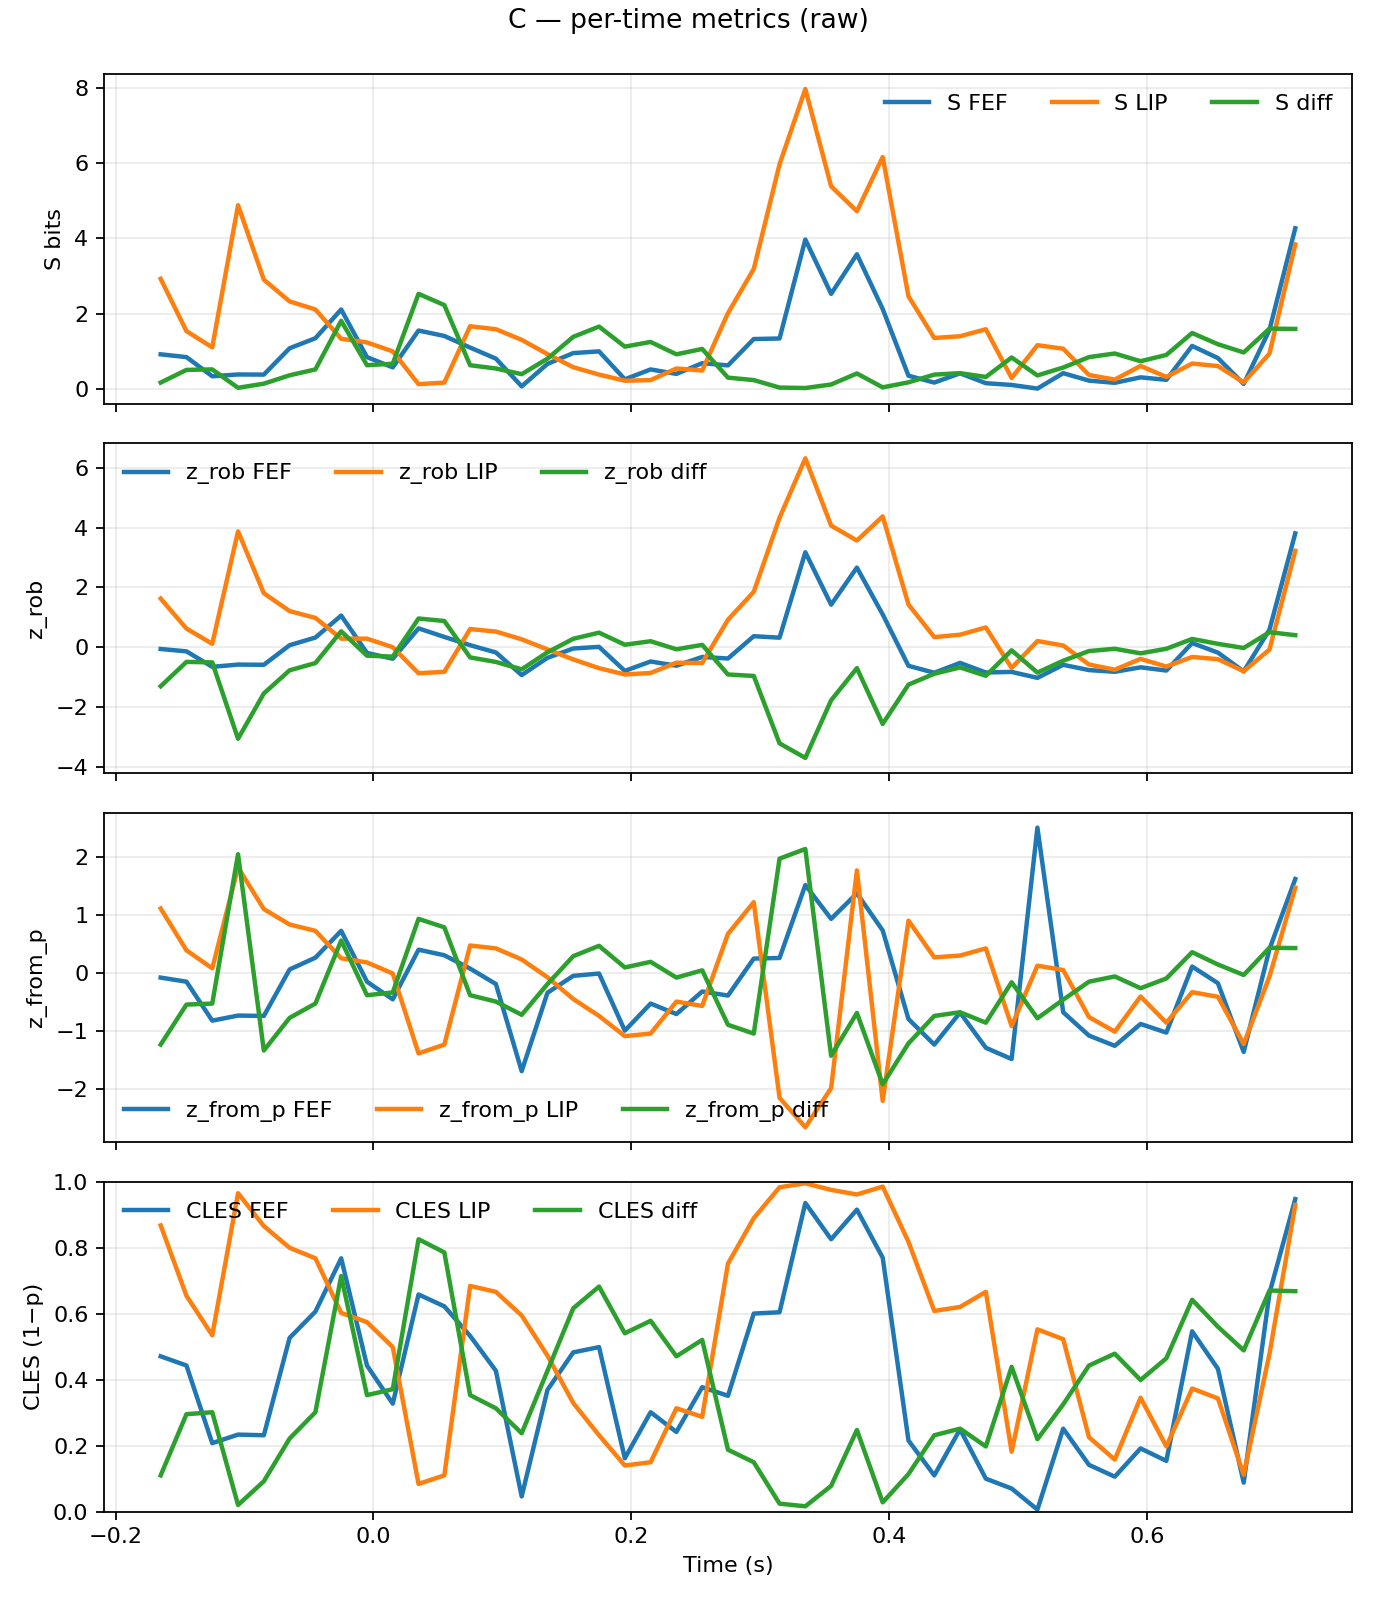 C — per-time metrics (raw)
S bits
8
6
4
2
0
S FEF S LIP S diff
z_rob
6
4
2
0
−2
−4
z_rob FEF z_rob LIP z_rob diff
z_from_p
2
1
0
−1
−2
z_from_p FEF z_from_p LIP z_from_p diff
CLES (1−p)
1.0
0.8
0.6
0.4
0.2
0.0
CLES FEF CLES LIP CLES diff
−0.2 0.0 0.2 0.4 0.6
Time (s)